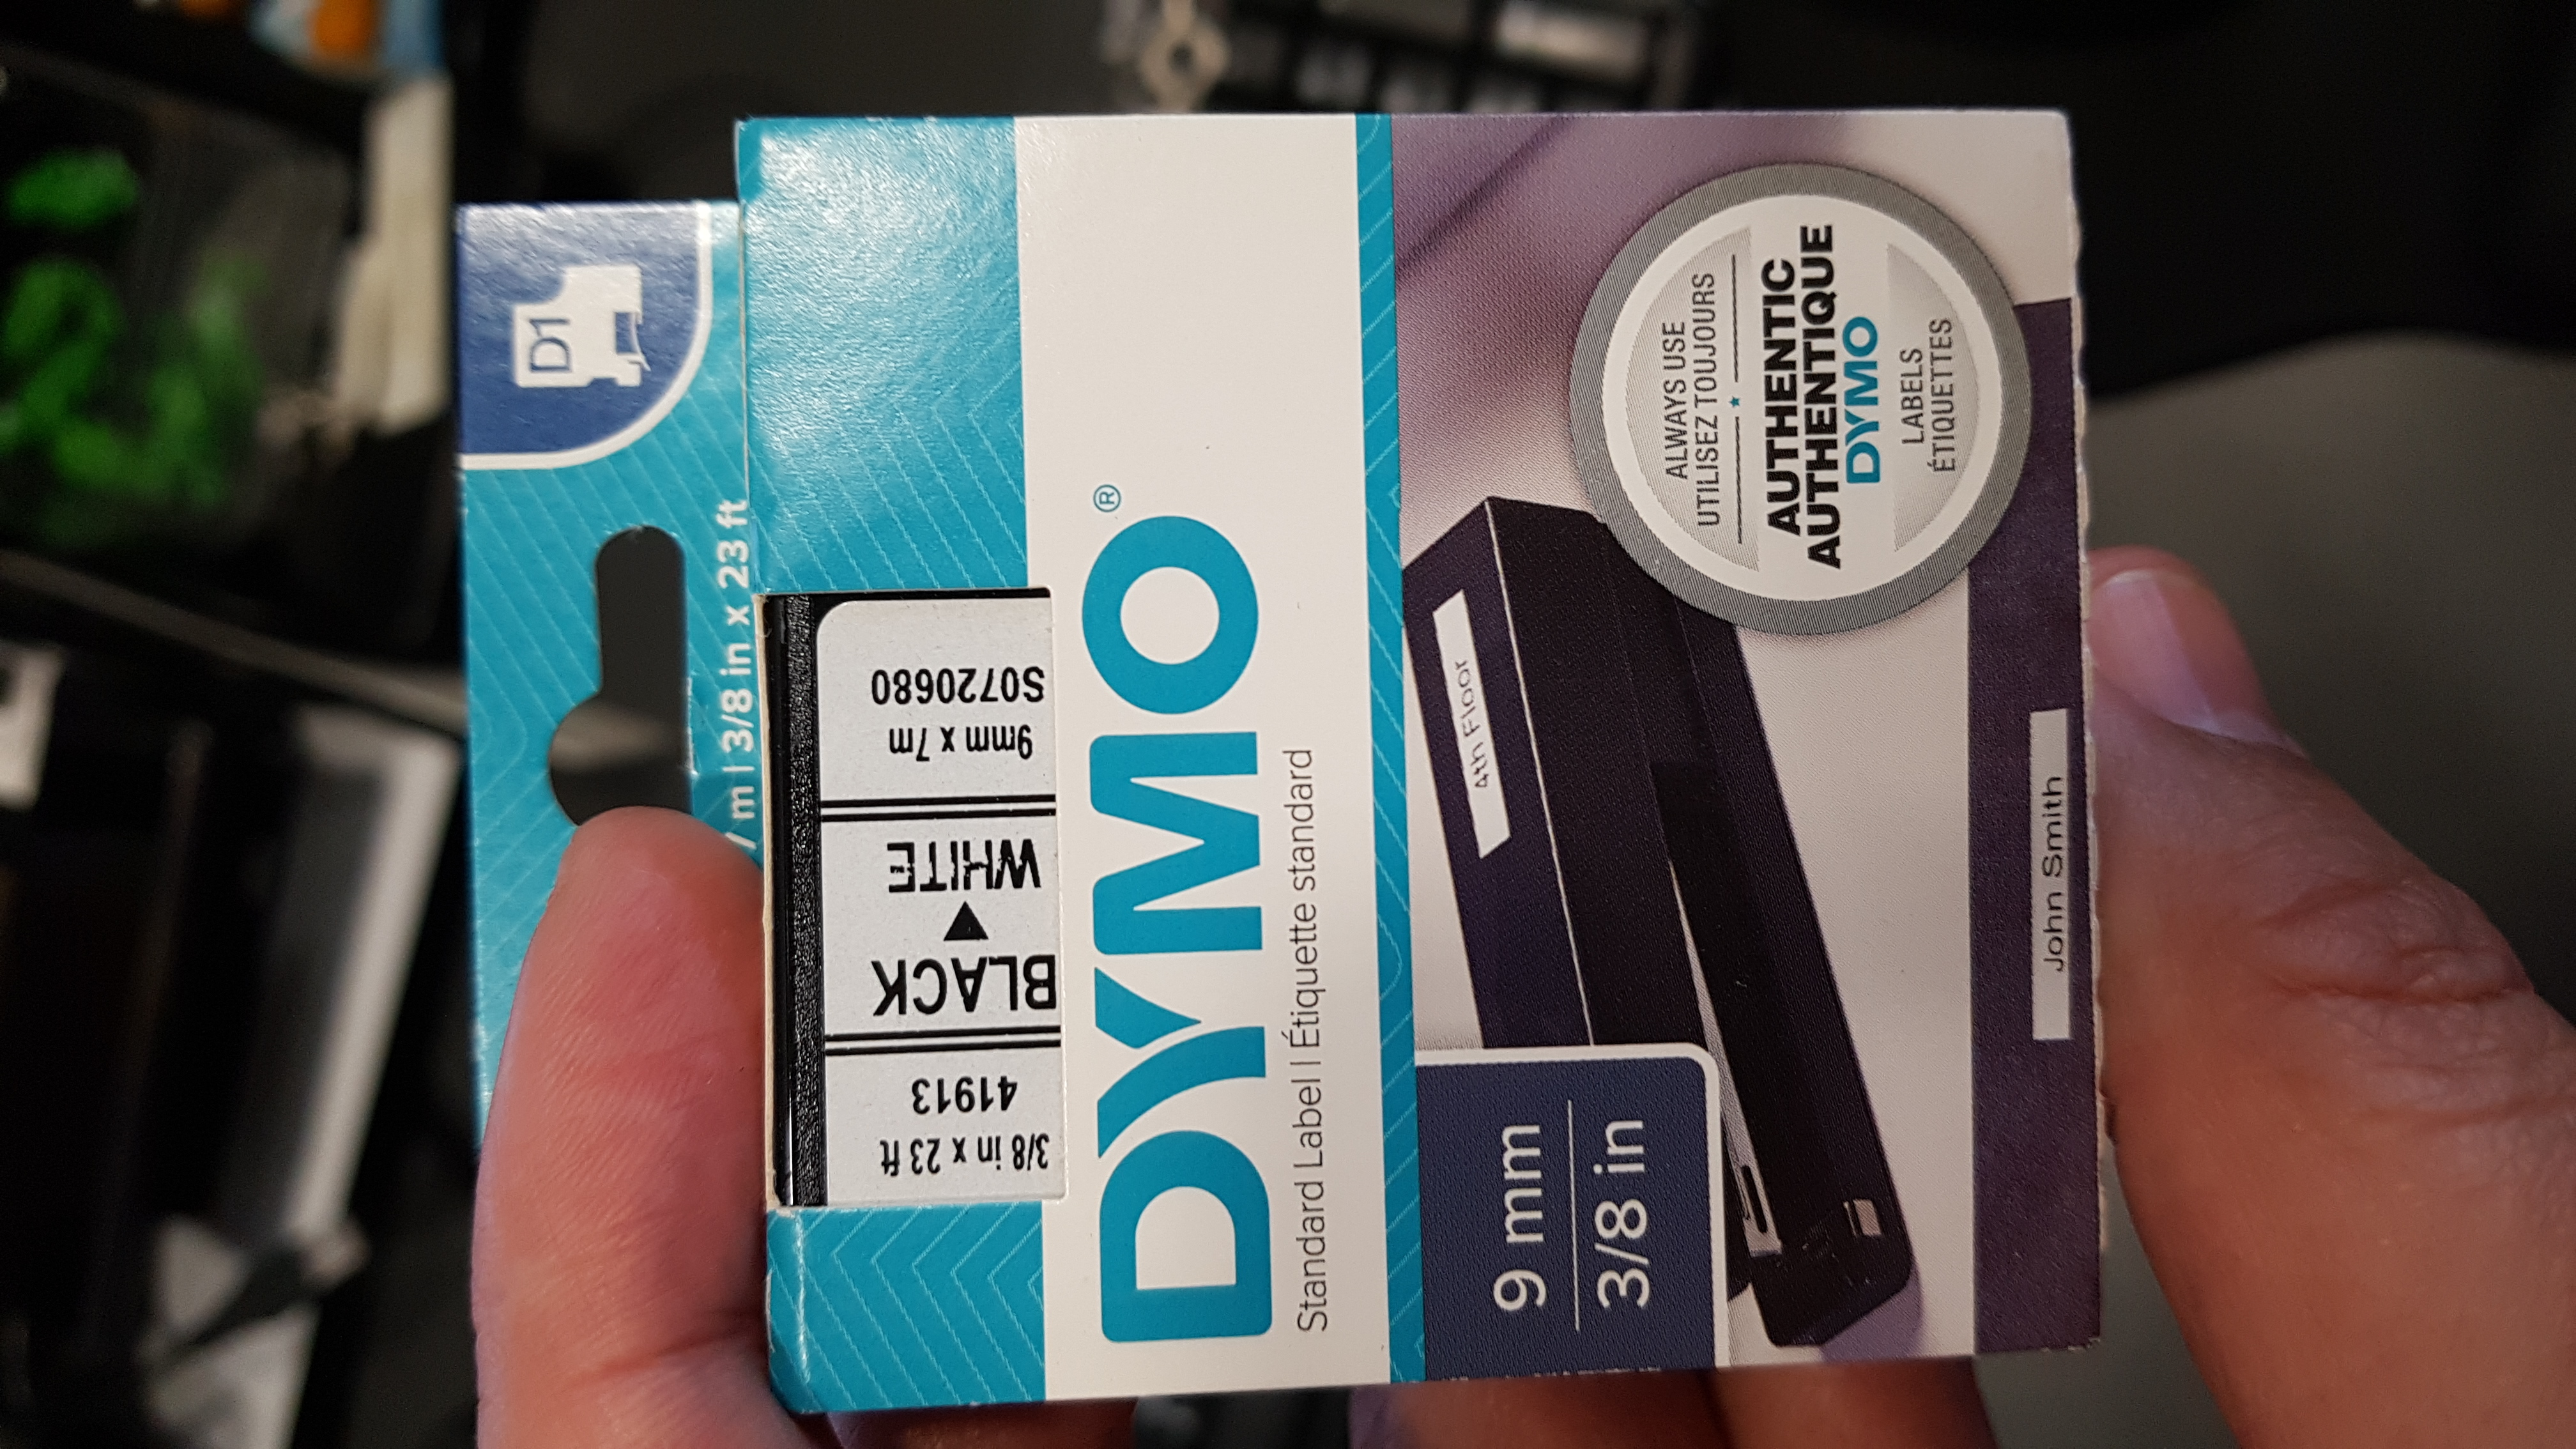 D1
7 m | 3/8 in x 23 ft
3/8 in x 23 ft
41913
BLACK
WHITE
9mm x 7m
S0720680
DYMO®
Standard Label | Étiquette standard
9 mm
3/8 in
4th Floor
ALWAYS USE
UTILISEZ TOUJOURS
AUTHENTIC
AUTHENTIQUE
DYMO
LABELS
ÉTIQUETTES
John Smith